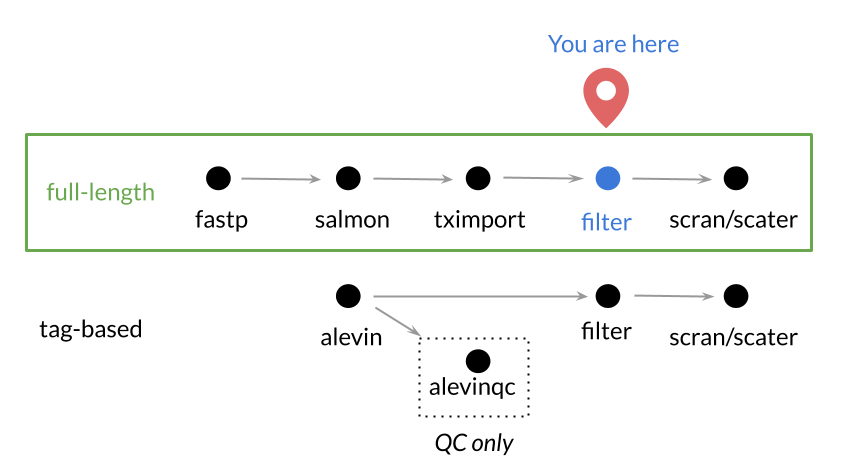 You are here
full-length
fastp
salmon
tximport
filter
scran/scater
tag-based
alevin
filter
scran/scater
alevinqc
QC only